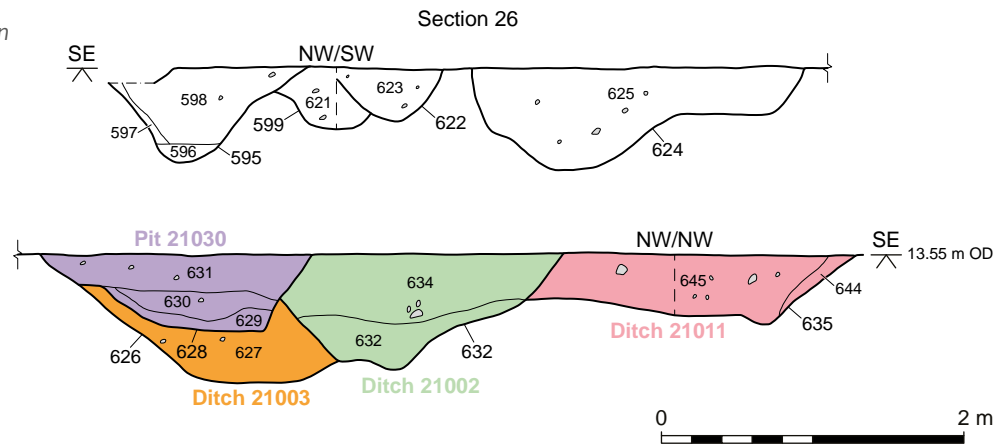 Section 26
n
SE
NW/SW
598
621
623
625
597
596
595
599
622
624
Pit 21030
NW/NW
SE
13.55 m OD
631
630
629
634
645
644
626
628
627
632
632
635
Ditch 21011
Ditch 21003
Ditch 21002
0
2 m